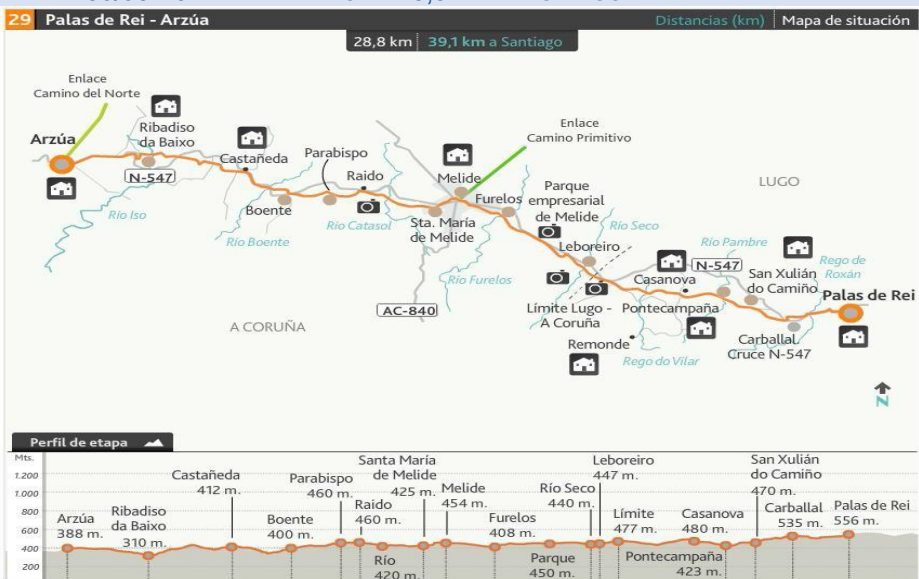 29 Palas de Rei - Arzúa
Distancias (km) Mapa de situación
28,8 km 39,1 km a Santiago
Enlace
Camino del Norte
Arzúa
Ribadiso
da Baixo
N-547
Río Iso
Castañeda
Boente
Río Boente
Parabispo
Raido
Río Catasol
Sta. María
de Melide
Melide
Enlace
Camino Primitivo
Furelos
Río Furelos
AC-840
Parque
empresarial
de Melide
Leboreiro
Río Seco
Límite Lugo -
A Coruña
LUGO
A CORUÑA
Casanova
Pontecampaña
Remonde
Rego do Vilar
Río Pambre
N-547
San Xulián
do Camiño
Rego de
Roxán
Palas de Rei
Carballal.
Cruce N-547
N
Perfil de etapa
Mts.
1.200
1.000
800
600
400
200
Arzúa
388 m.
Ribadiso
da Baixo
310 m.
Castañeda
412 m.
Boente
400 m.
Parabispo
460 m.
Raido
460 m.
Río
420 m.
Santa María
de Melide
425 m.
Melide
454 m.
Furelos
408 m.
Parque
450 m.
Río Seco
440 m.
Leboreiro
447 m.
Límite
477 m.
Casanova
480 m.
Pontecampaña
423 m.
San Xulián
do Camiño
470 m.
Carballal
535 m.
Palas de Rei
556 m.